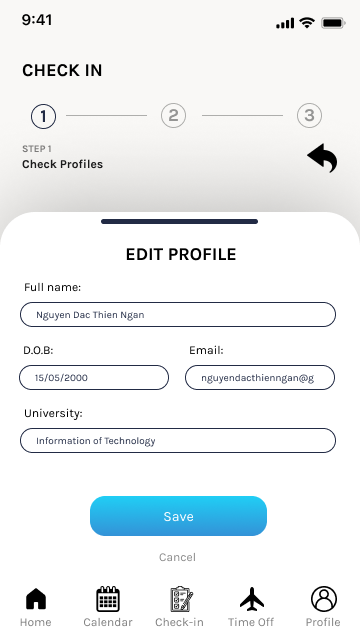 9:41
CHECK IN
1 2 3
STEP 1
Check Profiles
EDIT PROFILE
Full name:
Nguyen Dac Thien Ngan
D.O.B: Email:
15/05/2000 nguyendacthienngan@g
University:
Information of Technology
Save
Cancel
Home Calendar Check-in Time Off Profile